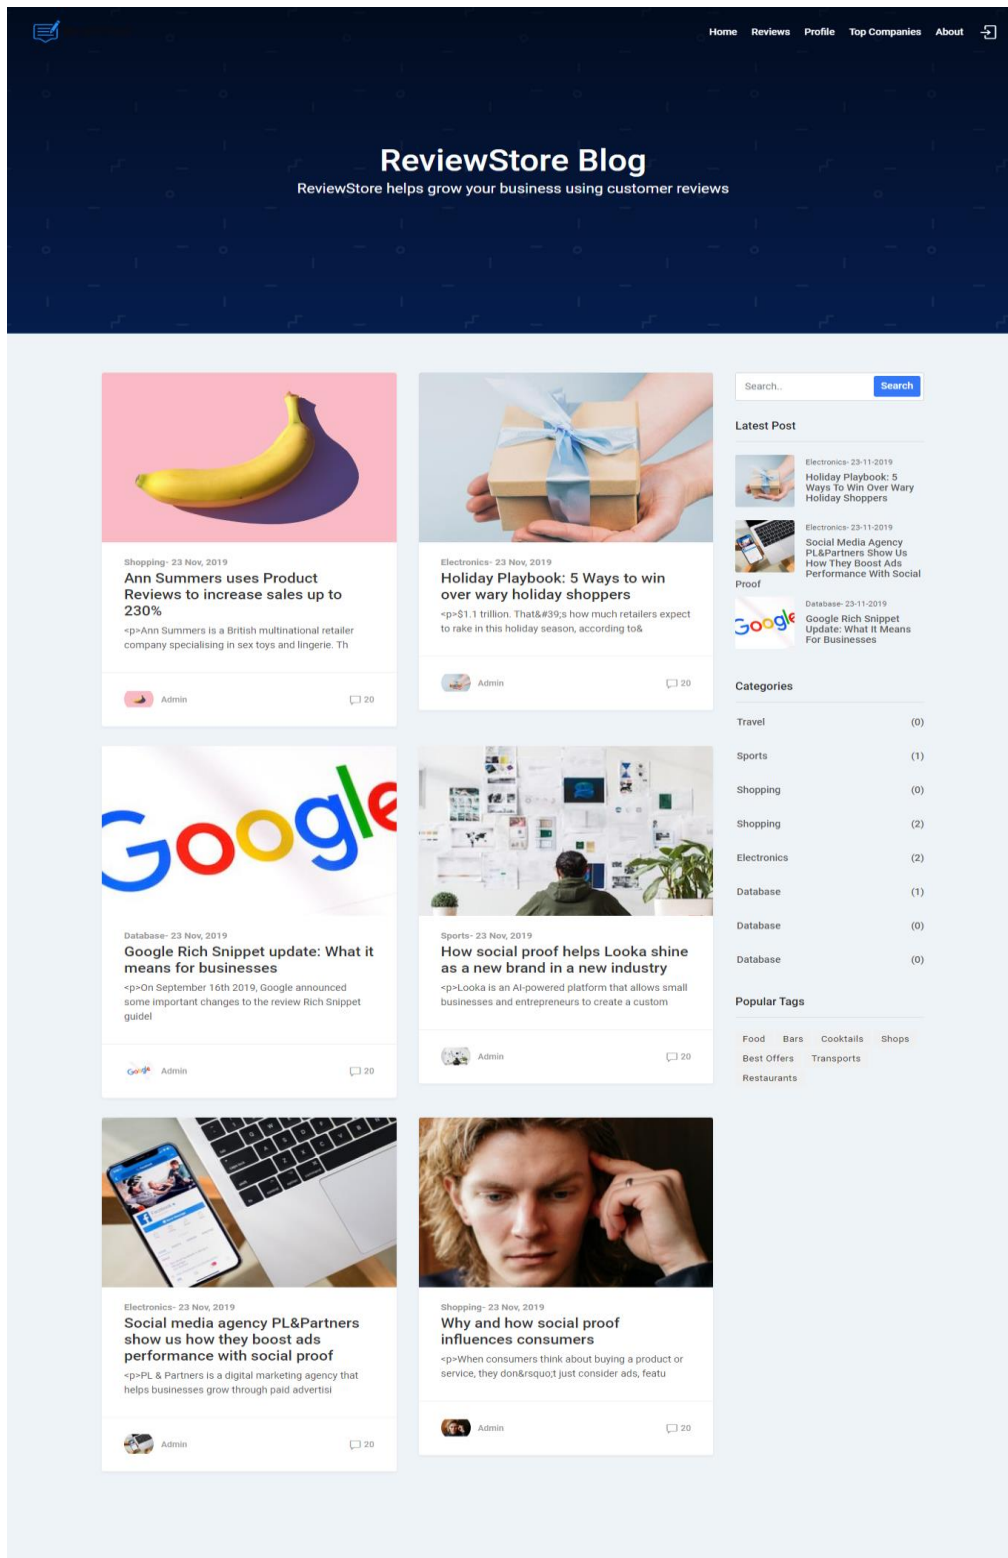 Home Reviews Profile Top Companies About
ReviewStore Blog
ReviewStore helps grow your business using customer reviews
Shopping- 23 Nov, 2019
Ann Summers uses Product
Reviews to increase sales up to
230%
<p>Ann Summers is a British multinational retailer
company specialising in sex toys and lingerie. Th
Admin 20
Electronics- 23 Nov, 2019
Holiday Playbook: 5 Ways to win
over wary holiday shoppers
<p>$1.1 trillion. That&#39;s how much retailers expect
to rake in this holiday season, according to&
Admin 20
Google
Database- 23 Nov, 2019
Google Rich Snippet update: What it
means for businesses
<p>On September 16th 2019, Google announced
some important changes to the review Rich Snippet
guidel
Google Admin 20
Sports- 23 Nov, 2019
How social proof helps Looka shine
as a new brand in a new industry
<p>Looka is an AI-powered platform that allows small
businesses and entrepreneurs to create a custom
Admin 20
Electronics- 23 Nov, 2019
Social media agency PL&Partners
show us how they boost ads
performance with social proof
<p>PL & Partners is a digital marketing agency that
helps businesses grow through paid advertisi
Admin 20
Shopping- 23 Nov, 2019
Why and how social proof
influences consumers
<p>When consumers think about buying a product or
service, they don&rsquo;t just consider ads, featu
Admin 20
Search.. Search
Latest Post
Electronics- 23-11-2019
Holiday Playbook: 5
Ways To Win Over Wary
Holiday Shoppers
Electronics- 23-11-2019
Social Media Agency
PL&Partners Show Us
How They Boost Ads
Performance With Social
Proof
Google
Database- 23-11-2019
Google Rich Snippet
Update: What It Means
For Businesses
Categories
Travel (0)
Sports (1)
Shopping (0)
Shopping (2)
Electronics (2)
Database (1)
Database (0)
Database (0)
Popular Tags
Food Bars Cooktails Shops
Best Offers Transports
Restaurants